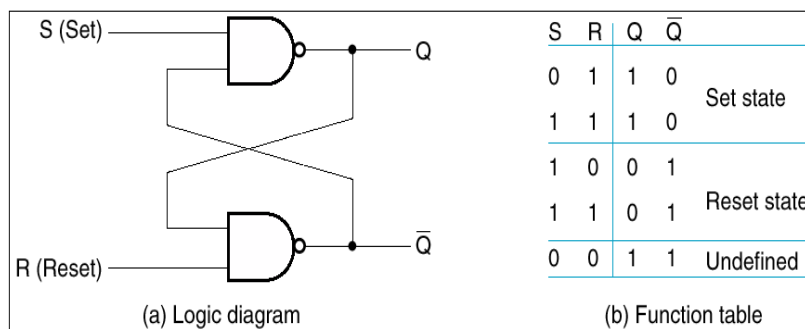 S (Set)
Q
Q̅
R (Reset)
(a) Logic diagram
S R Q Q̅
0 1 1 0
Set state
1 1 1 0
1 0 0 1
Reset state
1 1 0 1
0 0 1 1 Undefined
(b) Function table